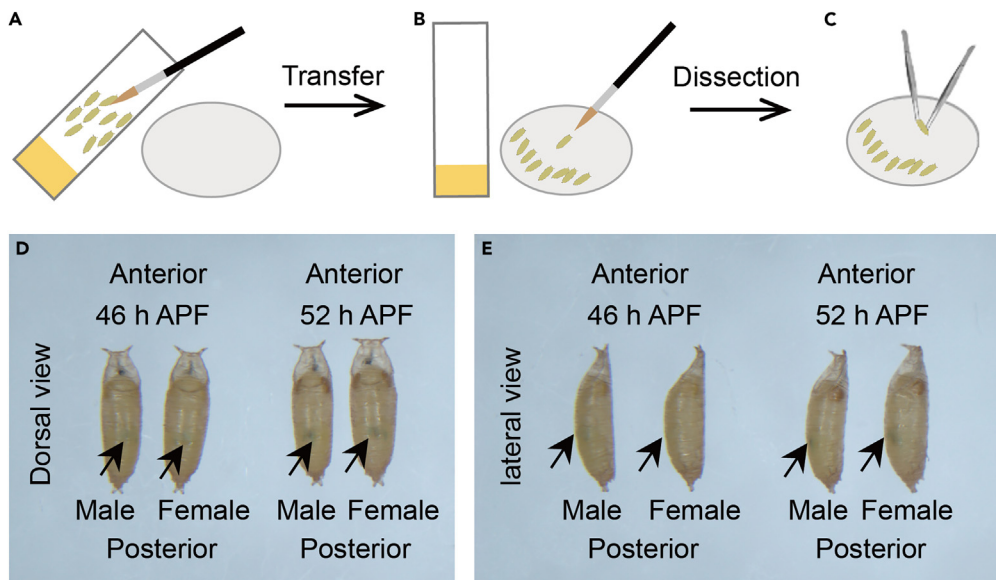 A
B
C
Transfer
Dissection
D
Anterior
Anterior
46 h APF
52 h APF
Dorsal view
Male
Female
Male
Female
Posterior
Posterior
E
Anterior
Anterior
46 h APF
52 h APF
lateral view
Male
Female
Male
Female
Posterior
Posterior